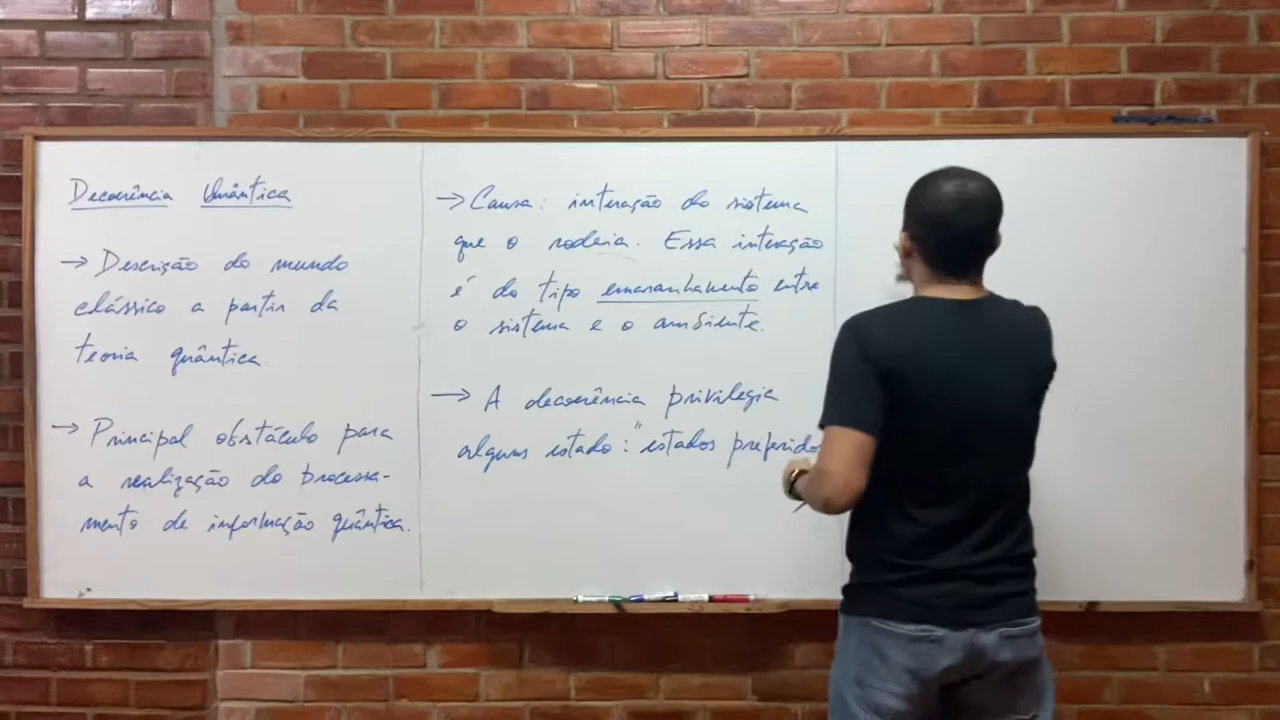 Decoerência Quântica
→ Descrição do mundo
clássico a partir da
teoria quântica.
→ Principal obstáculo para
a realização do processa-
mento de informação quântica.
→ Causa: interação do sistema
que o rodeia. Essa interação
é do tipo emaranhamento entre
o sistema e o ambiente.
→ A decoerência privilegia
alguns estado: "estados preferidos